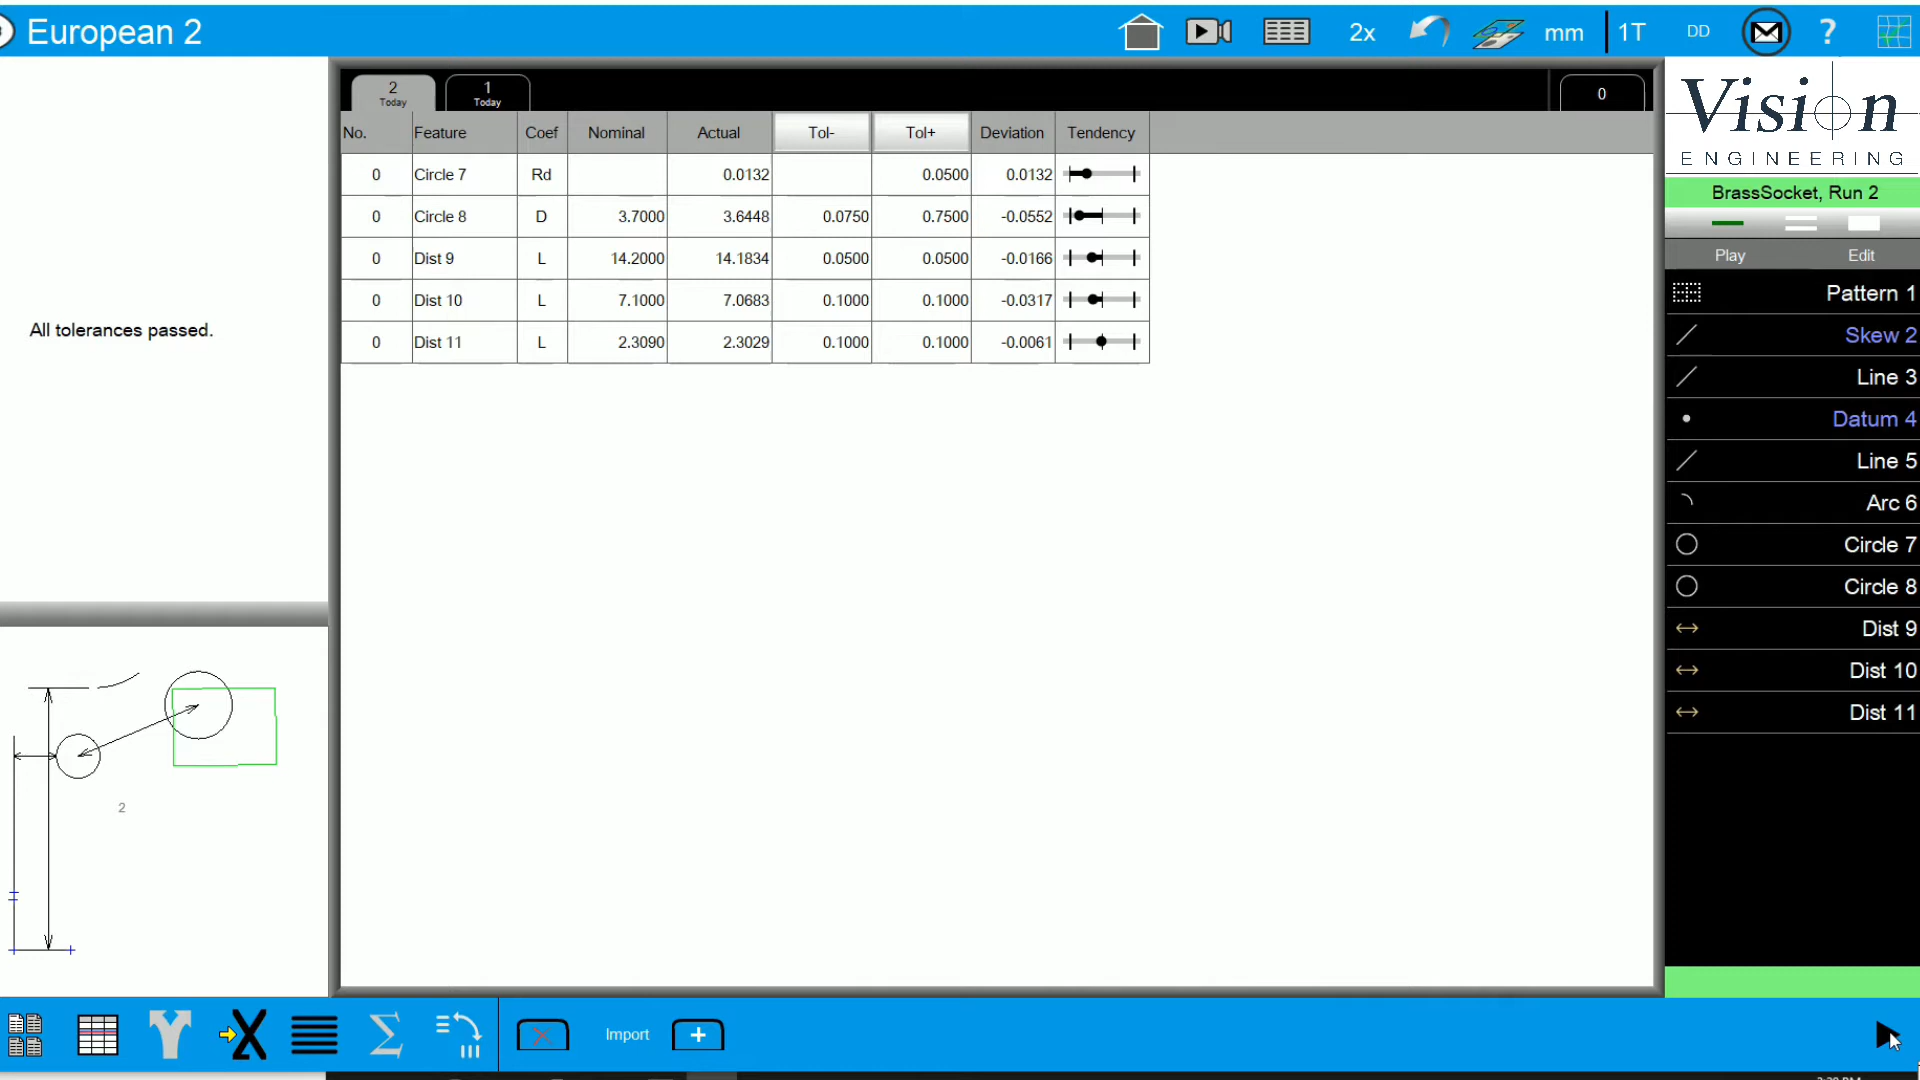 European 2
2x
mm
1T
DD
?
2
Today
1
Today
0
Vision
ENGINEERING
No. Feature Coef Nominal Actual Tol- Tol+ Deviation Tendency
0 Circle 7 Rd 0.0132 0.0500 0.0132
0 Circle 8 D 3.7000 3.6448 0.0750 0.7500 -0.0552
0 Dist 9 L 14.2000 14.1834 0.0500 0.0500 -0.0166
0 Dist 10 L 7.1000 7.0683 0.1000 0.1000 -0.0317
0 Dist 11 L 2.3090 2.3029 0.1000 0.1000 -0.0061
All tolerances passed.
2
BrassSocket, Run 2
Play Edit
Pattern 1
Skew 2
Line 3
Datum 4
Line 5
Arc 6
Circle 7
Circle 8
Dist 9
Dist 10
Dist 11
Import